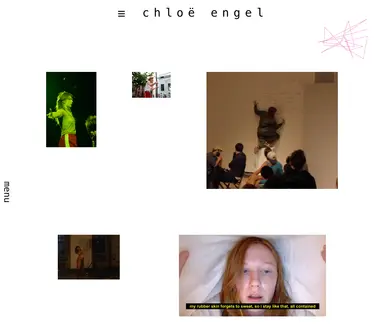 ≡ chloë engel
menu
my rubber skin forgets to sweat, so i stay like that, all contained